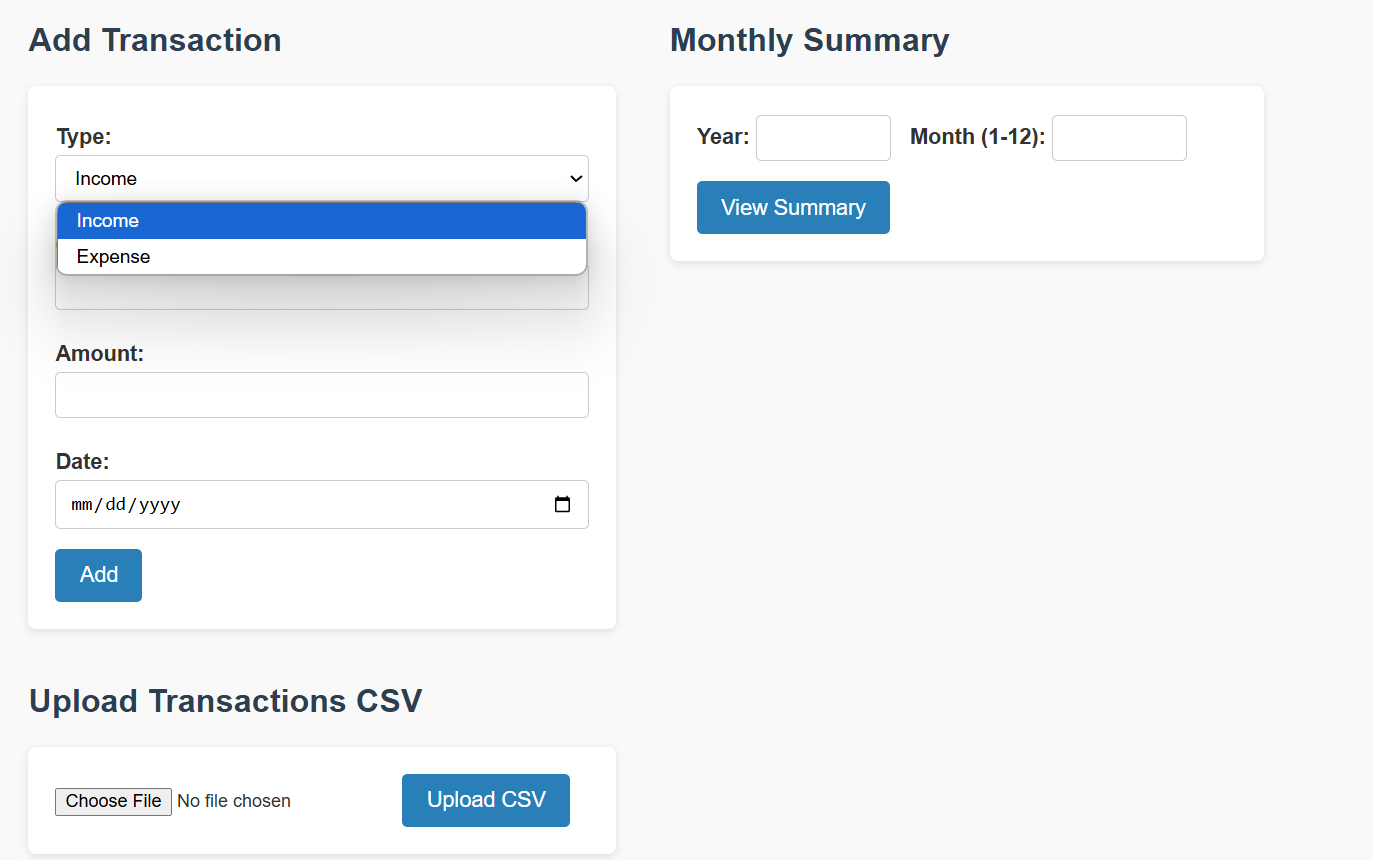 Add Transaction
Type:
Income
Income
Expense
Amount:
Date:
mm/dd/yyyy
Add
Upload Transactions CSV
Choose File No file chosen
Upload CSV
Monthly Summary
Year:
Month (1-12):
View Summary